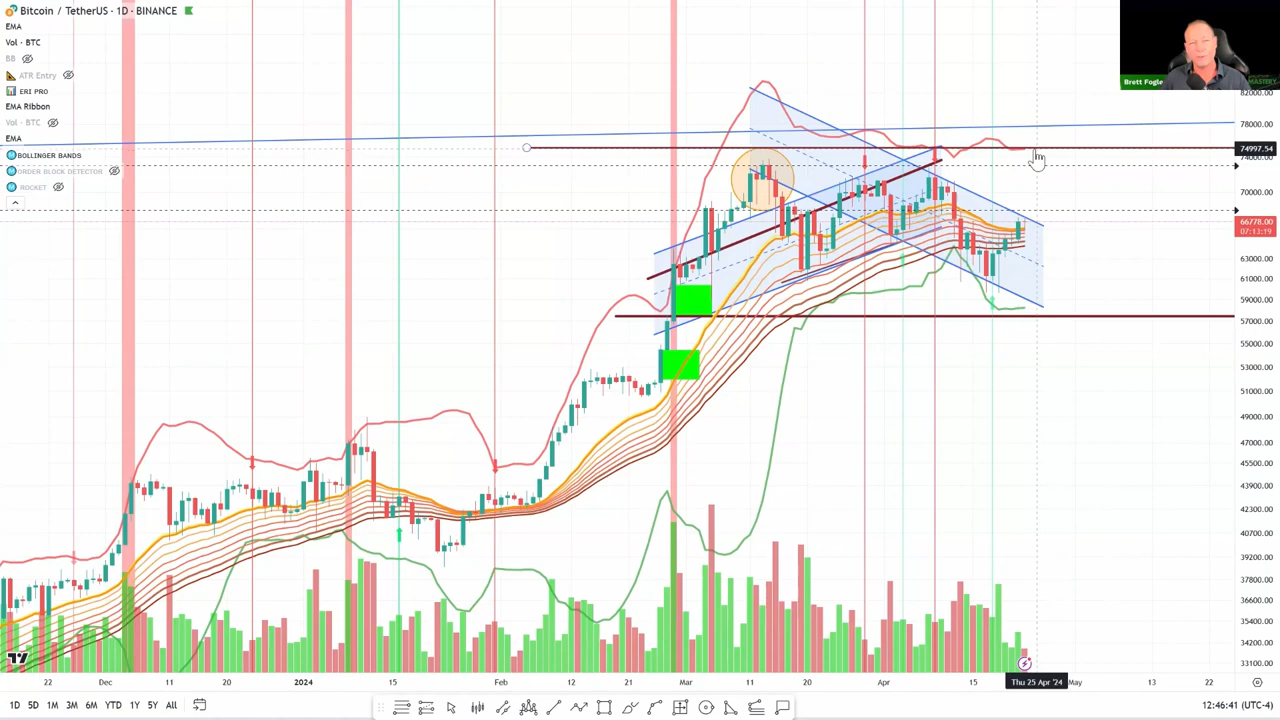 Bitcoin / TetherUS · 1D · BINANCE
EMA
Vol · BTC
BB
ATR Entry
ERI PRO
EMA Ribbon
Vol · BTC
EMA
BOLLINGER BANDS
ORDER BLOCK DETECTOR
ROCKET
Brett Fogle
82000.00
78000.00
74997.54
74000.00
70000.00
66778.00
07:13:19
63000.00
61000.00
59000.00
57000.00
55000.00
53000.00
51000.00
49000.00
47000.00
45500.00
43900.00
42300.00
40700.00
39200.00
37800.00
36600.00
35400.00
34200.00
33100.00
22 Dec 11 20 2024 15 Feb 12 21 Mar 11 20 Apr 15 Thu 25 Apr '24 May 13 22
1D 5D 1M 3M 6M YTD 1Y 5Y All
12:46:41 (UTC-4)